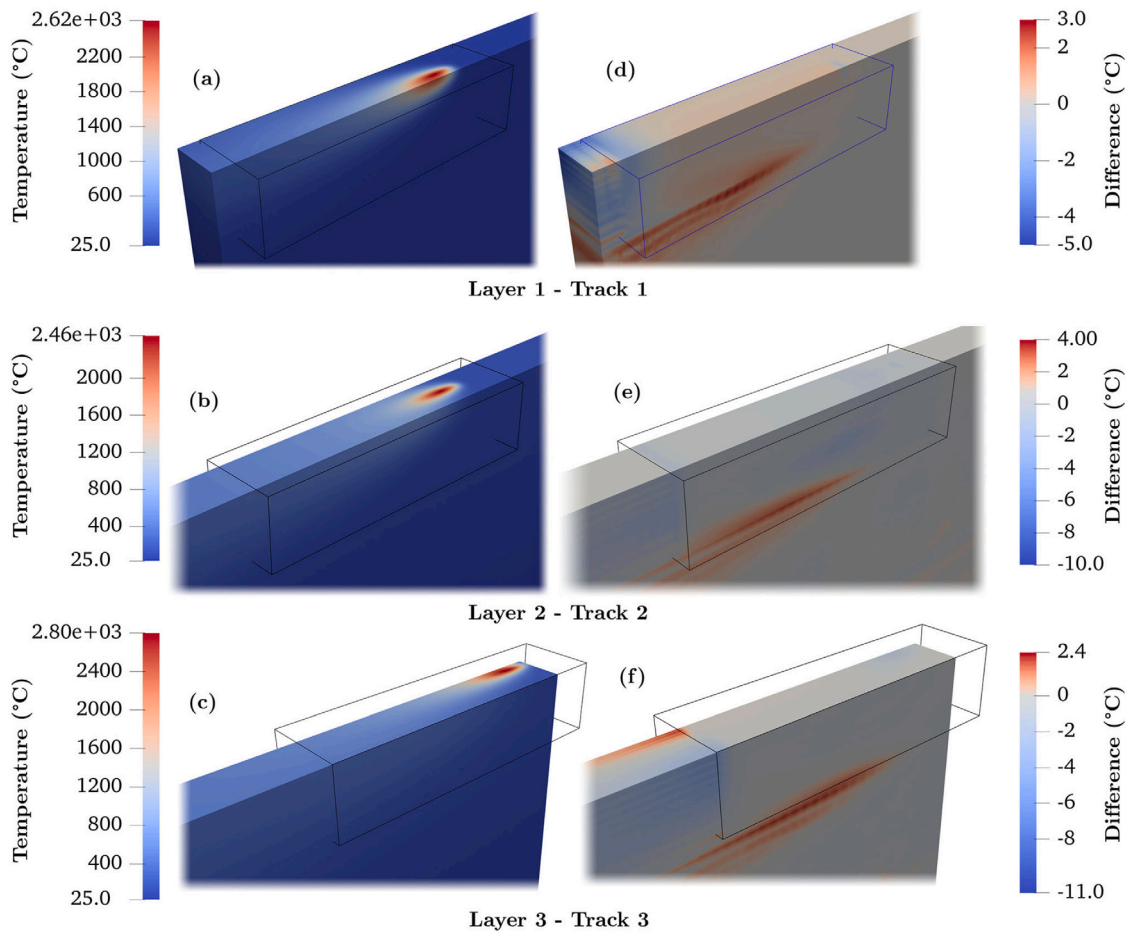 2.62e+03
2200
1800
1400
1000
600
25.0
Temperature (°C)
(a)
(d)
3.0
2
0
-2
-4
-5.0
Difference (°C)
Layer 1 - Track 1
2.46e+03
2000
1600
1200
800
400
25.0
Temperature (°C)
(b)
(e)
4.00
2
0
-2
-4
-6
-8
-10.0
Difference (°C)
Layer 2 - Track 2
2.80e+03
2400
2000
1600
1200
800
400
25.0
Temperature (°C)
(c)
(f)
2.4
0
-2
-4
-6
-8
-11.0
Difference (°C)
Layer 3 - Track 3